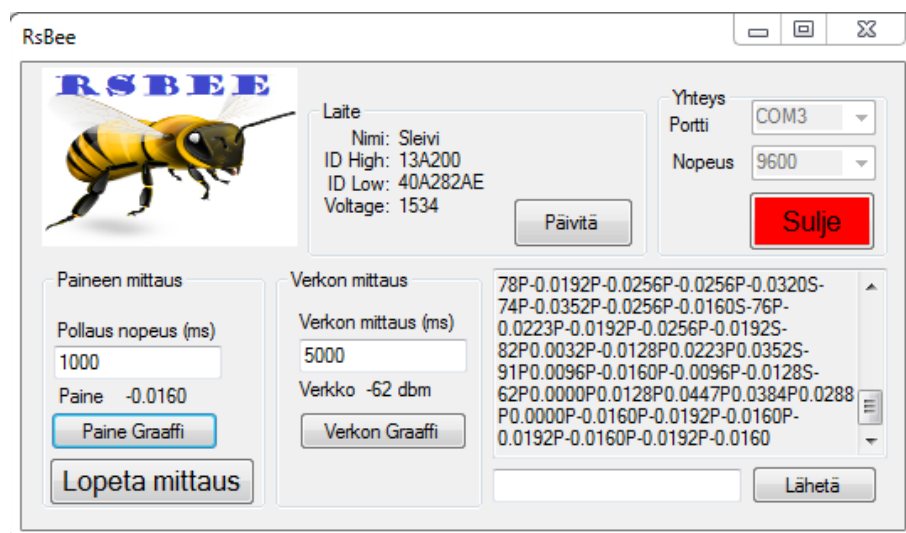 RsBee
RSBEE
Laite
Nimi: Sleivi
ID High: 13A200
ID Low: 40A282AE
Voltage: 1534
Päivitä
Yhteys
Portti COM3
Nopeus 9600
Sulje
Paineen mittaus
Pollaus nopeus (ms)
1000
Paine -0.0160
Paine Graaffi
Lopeta mittaus
Verkon mittaus
Verkon mittaus (ms)
5000
Verkko -62 dbm
Verkon Graaffi
78P-0.0192P-0.0256P-0.0256P-0.0320S-
74P-0.0352P-0.0256P-0.0160S-76P-
0.0223P-0.0192P-0.0256P-0.0192S-
82P0.0032P-0.0128P0.0223P0.0352S-
91P0.0096P-0.0160P-0.0096P-0.0128S-
62P0.0000P0.0128P0.0447P0.0384P0.0288
P0.0000P-0.0160P-0.0192P-0.0160P-
0.0192P-0.0160P-0.0192P-0.0160
Lähetä